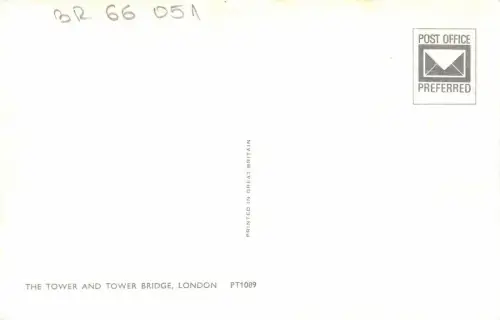 BR 66 051
POST OFFICE
PREFERRED
PRINTED IN GREAT BRITAIN
THE TOWER AND TOWER BRIDGE, LONDON PT1089